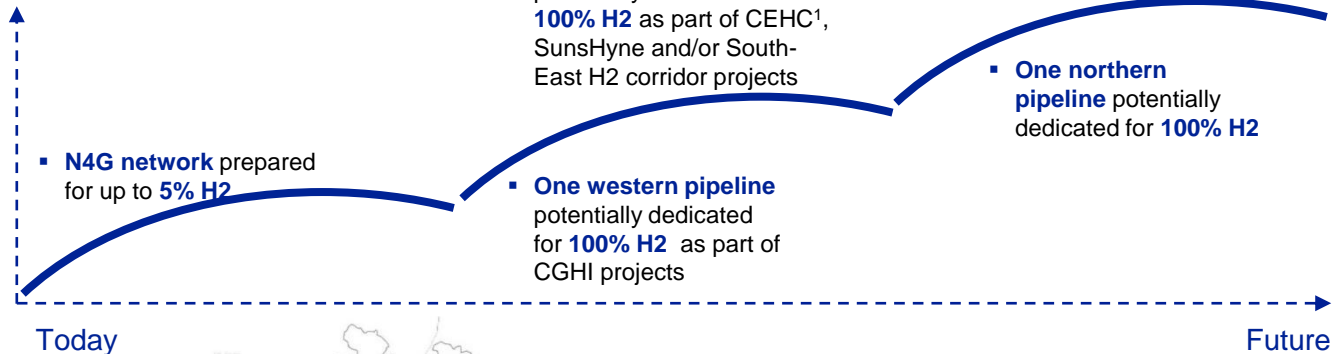 100% H2 as part of CEHC¹,
SunsHyne and/or South-
East H2 corridor projects
▪ One northern
pipeline potentially
dedicated for 100% H2
▪ N4G network prepared
for up to 5% H2
▪ One western pipeline
potentially dedicated
for 100% H2 as part of
CGHI projects
Today
Future